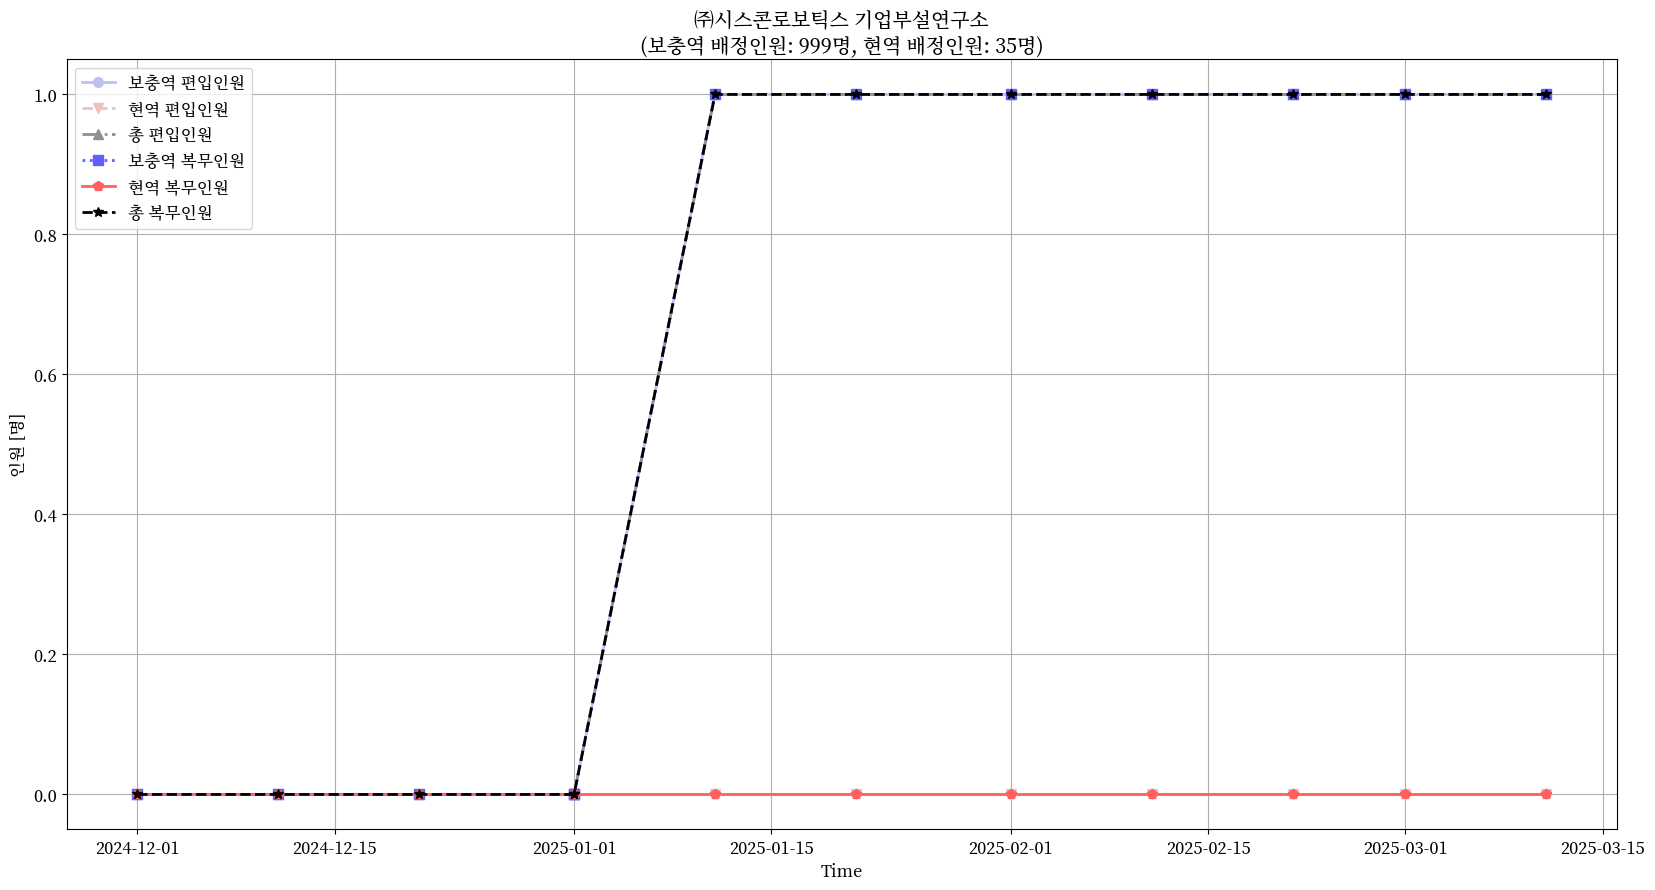 ㈜시스콘로보틱스 기업부설연구소
(보충역 배정인원: 999명, 현역 배정인원: 35명)
보충역 편입인원
현역 편입인원
총 편입인원
보충역 복무인원
현역 복무인원
총 복무인원
인원 [명]
1.0
0.8
0.6
0.4
0.2
0.0
2024-12-01
2024-12-15
2025-01-01
2025-01-15
2025-02-01
2025-02-15
2025-03-01
2025-03-15
Time